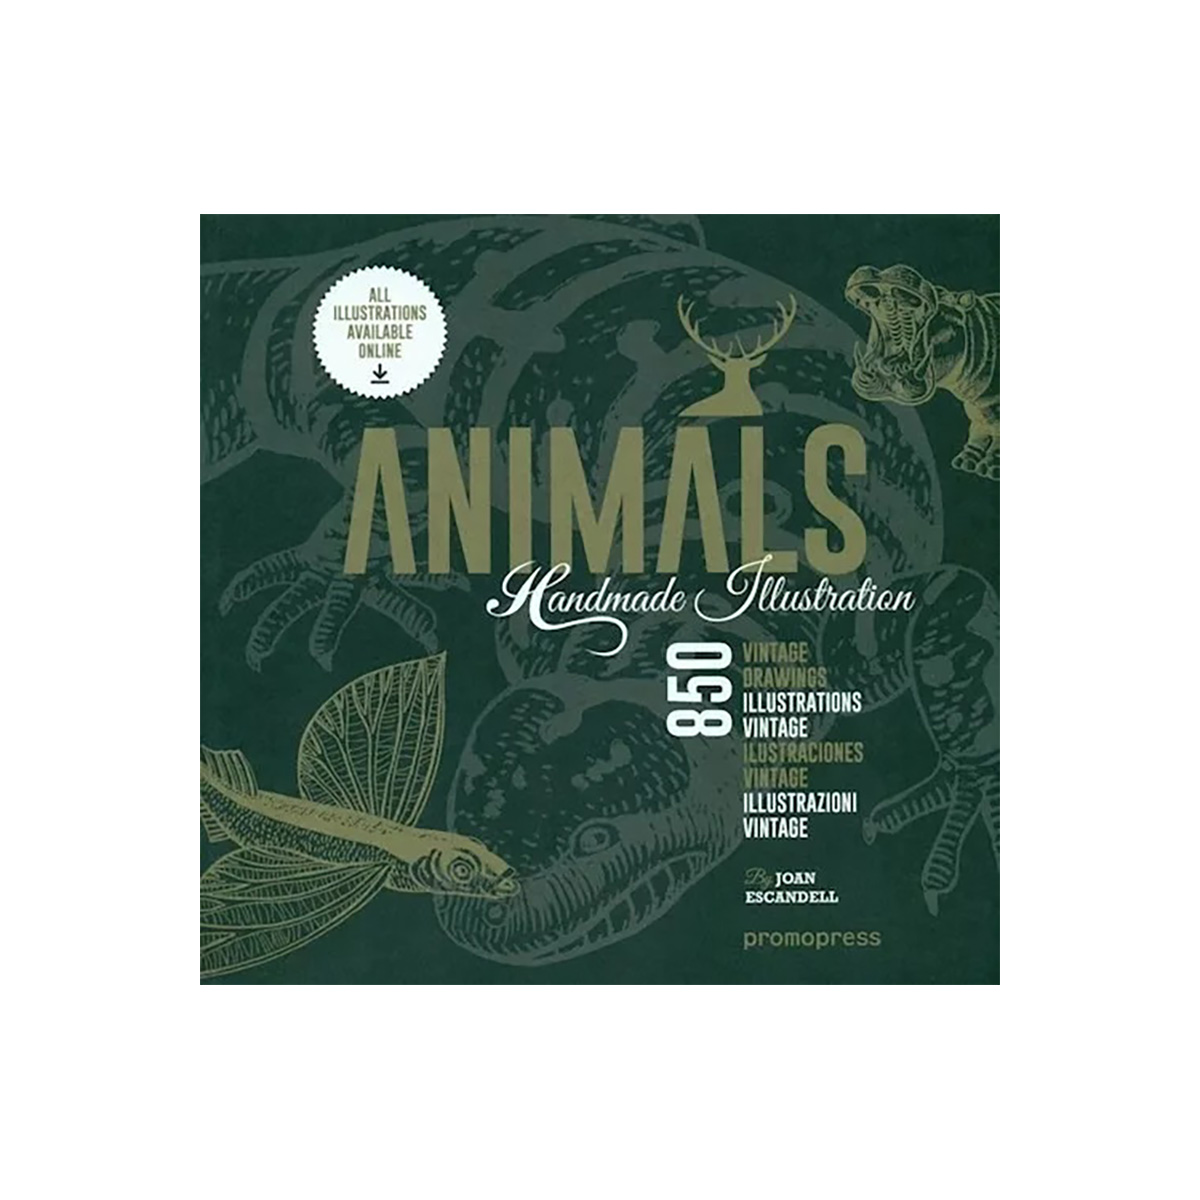 ALL
ILLUSTRATIONS
AVAILABLE
ONLINE
ANIMALS
Handmade Illustration
850
VINTAGE
DRAWINGS
ILLUSTRATIONS
VINTAGE
ILUSTRACIONES
VINTAGE
ILLUSTRAZIONI
VINTAGE
By JOAN
ESCANDELL
promopress